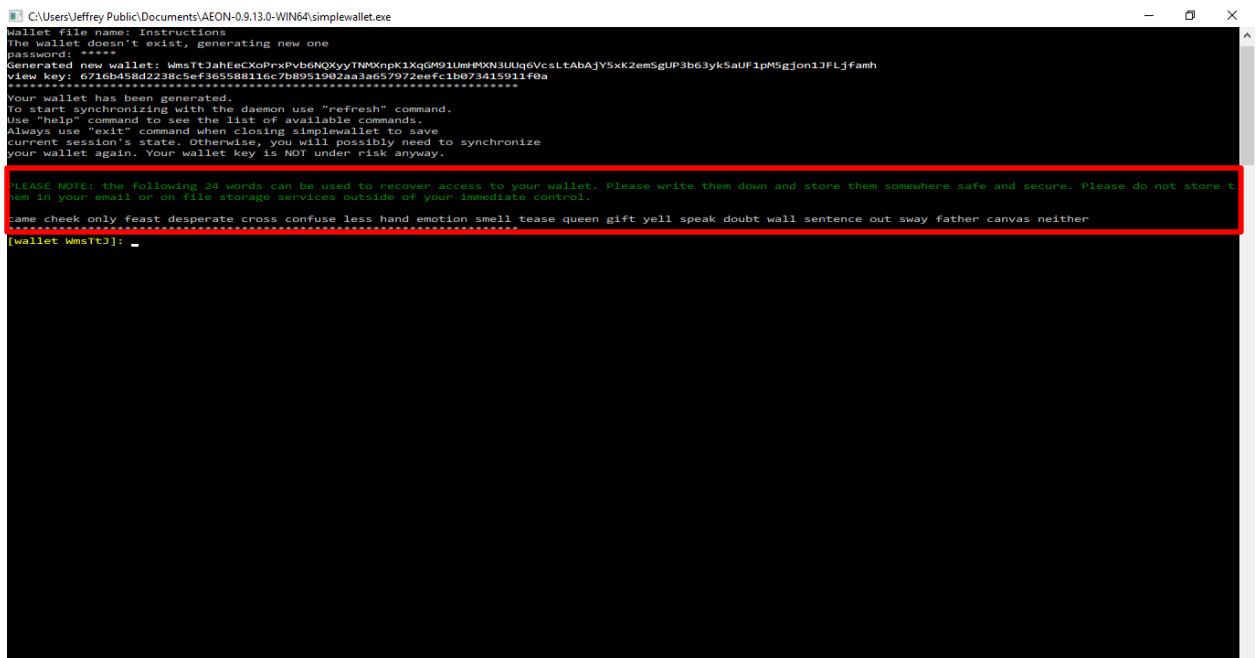 C:\Users\Jeffrey Public\Documents\AEON-0.9.13.0-WIN64\simplewallet.exe
Wallet file name: Instructions
The wallet doesn't exist, generating new one
password: *****
Generated new wallet: WmsTtJahEeCXoPrxPvb6NQXyyTNMXnpK1XqGM91UmHMXN3UUq6VcsLtAbAjY5xK2emSgUP3b63yk5aUF1pM5gjon1JFLjfamh
view key: 6716b458d2238c5ef365588116c7b8951902aa3a657972eefc1b073415911f0a
**********************************************************************
Your wallet has been generated.
To start synchronizing with the daemon use "refresh" command.
Use "help" command to see the list of available commands.
Always use "exit" command when closing simplewallet to save
current session's state. Otherwise, you will possibly need to synchronize
your wallet again. Your wallet key is NOT under risk anyway.
PLEASE NOTE: the following 24 words can be used to recover access to your wallet. Please write them down and store them somewhere safe and secure. Please do not store t
hem in your email or on file storage services outside of your immediate control.
came cheek only feast desperate cross confuse less hand emotion smell tease queen gift yell speak doubt wall sentence out sway father canvas neither
**********************************************************************
[wallet WmsTtJ]: _